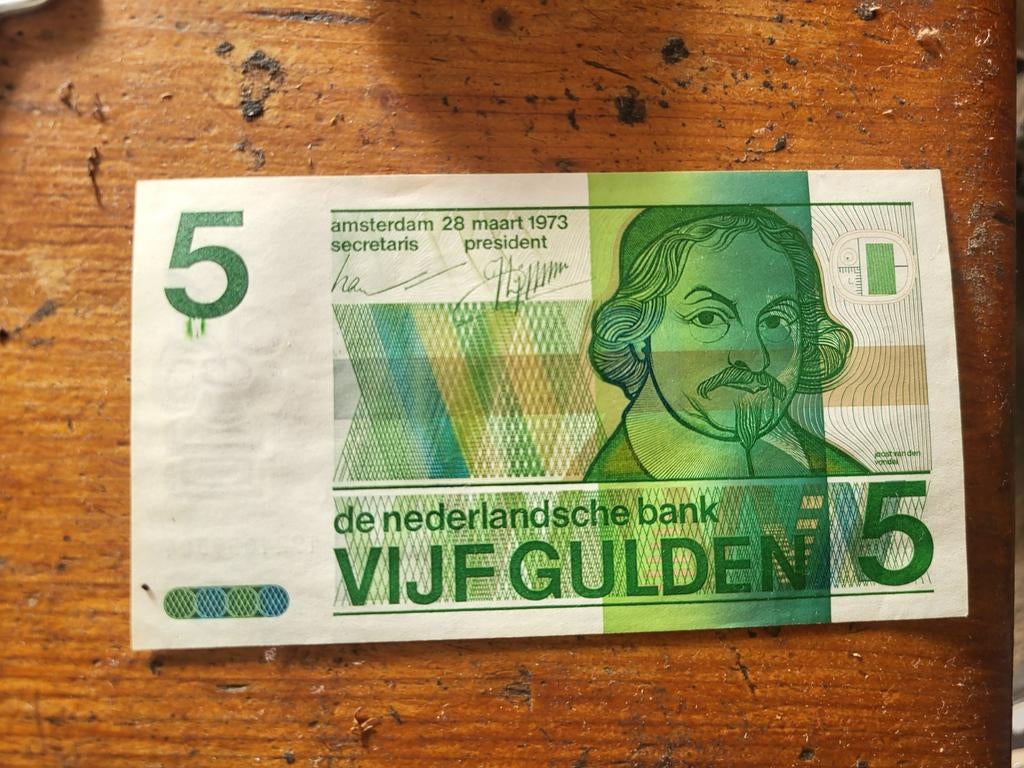 5
amsterdam 28 maart 1973
secretaris president
joost van den
vondel
de nederlandsche bank
VIJF GULDEN 5